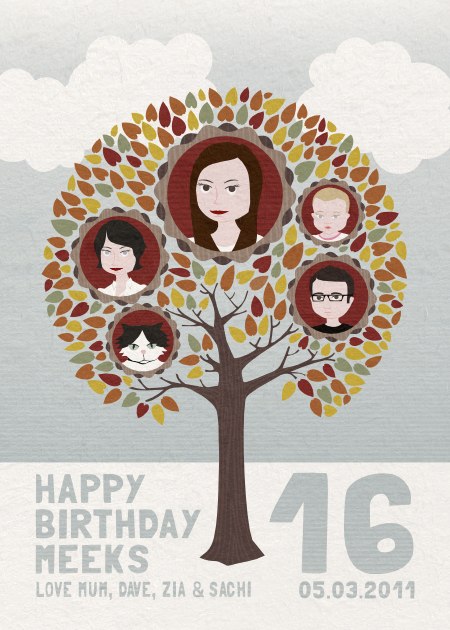 HAPPY
BIRTHDAY
MEEKS
LOVE MUM, DAVE, ZIA & SACHI
16
05.03.2011